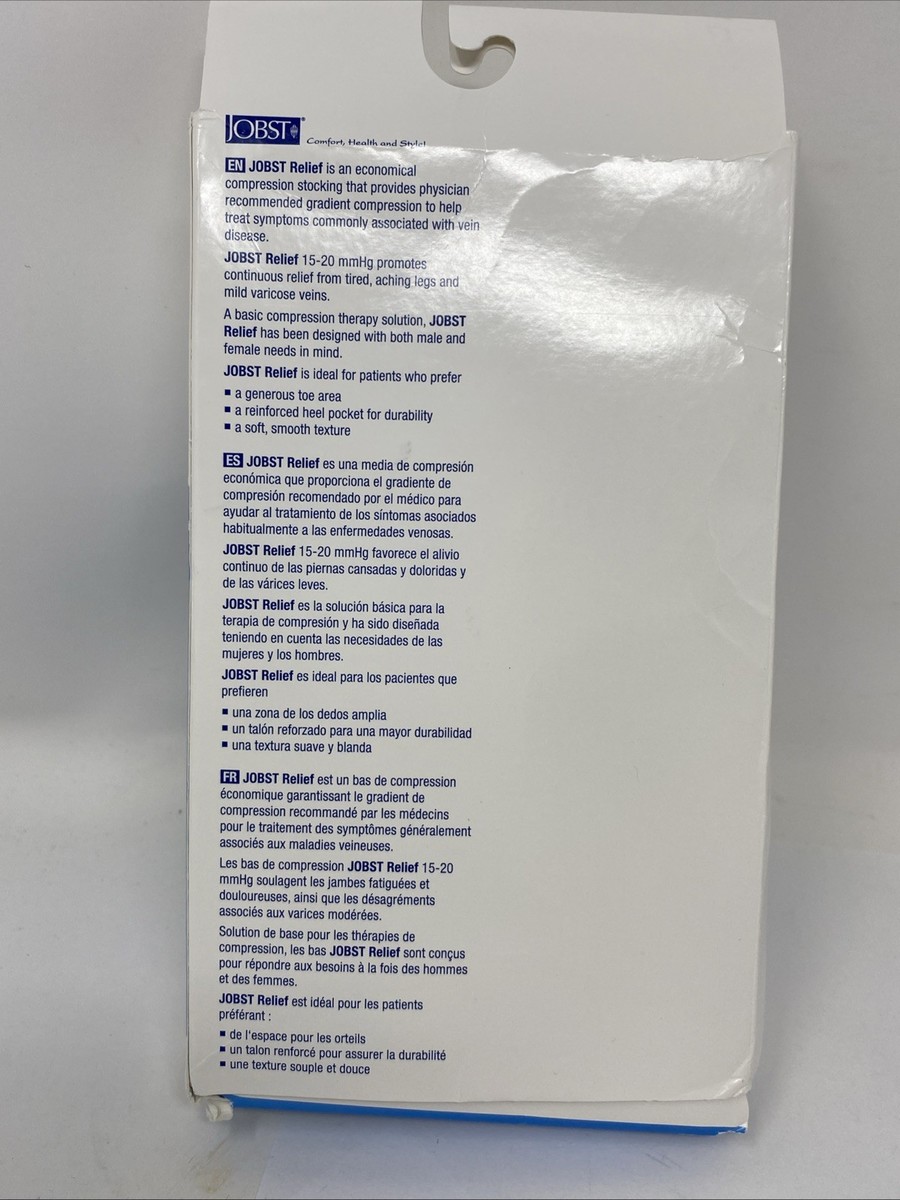 JOBST®
Comfort, Health and Style!
EN JOBST Relief is an economical
compression stocking that provides physician
recommended gradient compression to help
treat symptoms commonly associated with vein
disease.
JOBST Relief 15-20 mmHg promotes
continuous relief from tired, aching legs and
mild varicose veins.
A basic compression therapy solution, JOBST
Relief has been designed with both male and
female needs in mind.
JOBST Relief is ideal for patients who prefer
▪ a generous toe area
▪ a reinforced heel pocket for durability
▪ a soft, smooth texture
ES JOBST Relief es una media de compresión
económica que proporciona el gradiente de
compresión recomendado por el médico para
ayudar al tratamiento de los síntomas asociados
habitualmente a las enfermedades venosas.
JOBST Relief 15-20 mmHg favorece el alivio
continuo de las piernas cansadas y doloridas y
de las várices leves.
JOBST Relief es la solución básica para la
terapia de compresión y ha sido diseñada
teniendo en cuenta las necesidades de las
mujeres y los hombres.
JOBST Relief es ideal para los pacientes que
prefieren
▪ una zona de los dedos amplia
▪ un talón reforzado para una mayor durabilidad
▪ una textura suave y blanda
FR JOBST Relief est un bas de compression
économique garantissant le gradient de
compression recommandé par les médecins
pour le traitement des symptômes généralement
associés aux maladies veineuses.
Les bas de compression JOBST Relief 15-20
mmHg soulagent les jambes fatiguées et
douloureuses, ainsi que les désagréments
associés aux varices modérées.
Solution de base pour les thérapies de
compression, les bas JOBST Relief sont conçus
pour répondre aux besoins à la fois des hommes
et des femmes.
JOBST Relief est idéal pour les patients
préférant :
▪ de l'espace pour les orteils
▪ un talon renforcé pour assurer la durabilité
▪ une texture souple et douce